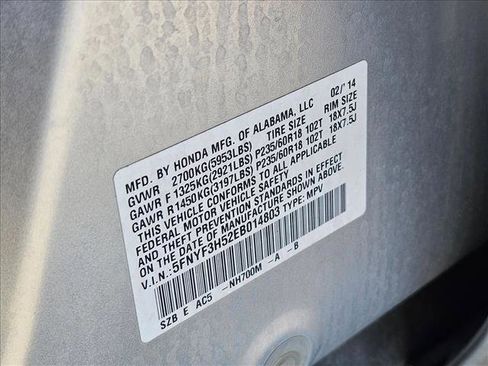 MFD. BY HONDA MFG. OF ALABAMA, LLC 02/14
GVWR 2700KG(5953LBS) TIRE SIZE RIM SIZE
GAWR F 1325KG(2921LBS) P235/60R18 102T 18X7.5J
GAWR R 1450KG(3197LBS) P235/60R18 102T 18X7.5J
THIS VEHICLE CONFORMS TO ALL APPLICABLE
FEDERAL MOTOR VEHICLE SAFETY
AND THEFT PREVENTION STANDARDS IN EFFECT
ON THE DATE OF MANUFACTURE SHOWN ABOVE.
V.I.N.: 5FNYF3H52EB014803 TYPE: MPV
SZB E AC5 -NH700M -A -B